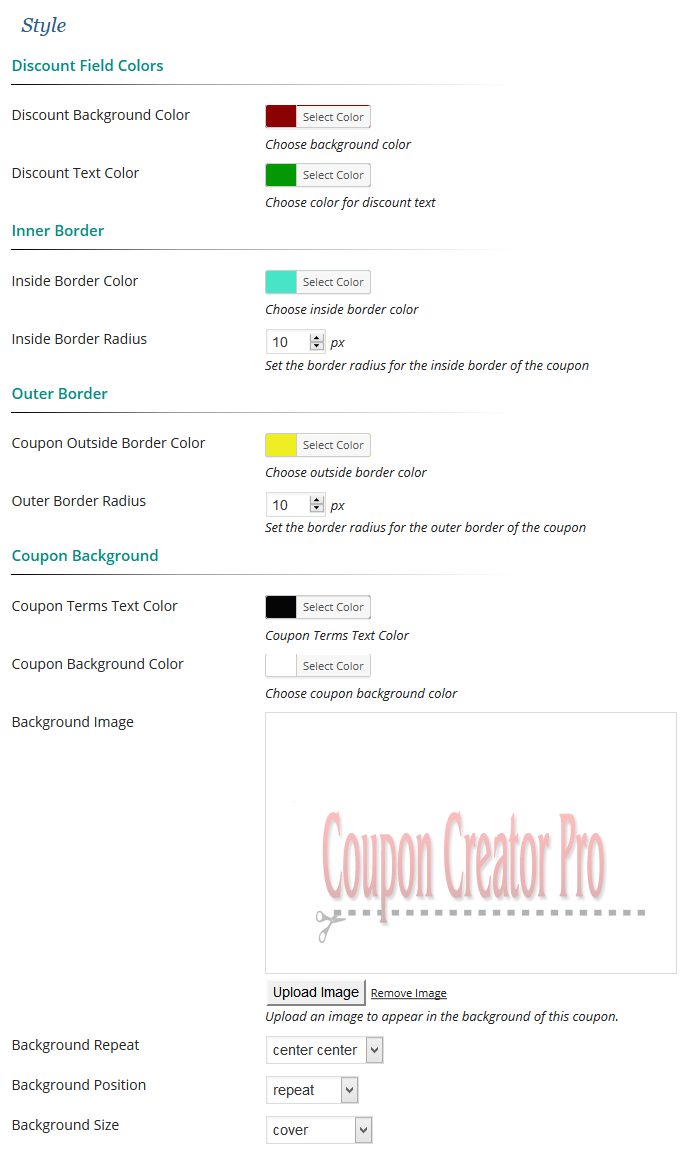 Style
Discount Field Colors
Discount Background Color
Select Color
Choose background color
Discount Text Color
Select Color
Choose color for discount text
Inner Border
Inside Border Color
Select Color
Choose inside border color
Inside Border Radius
10 px
Set the border radius for the inside border of the coupon
Outer Border
Coupon Outside Border Color
Select Color
Choose outside border color
Outer Border Radius
10 px
Set the border radius for the outer border of the coupon
Coupon Background
Coupon Terms Text Color
Select Color
Coupon Terms Text Color
Coupon Background Color
Select Color
Choose coupon background color
Background Image
Coupon Creator Pro
Upload Image Remove Image
Upload an image to appear in the background of this coupon.
Background Repeat
center center
Background Position
repeat
Background Size
cover